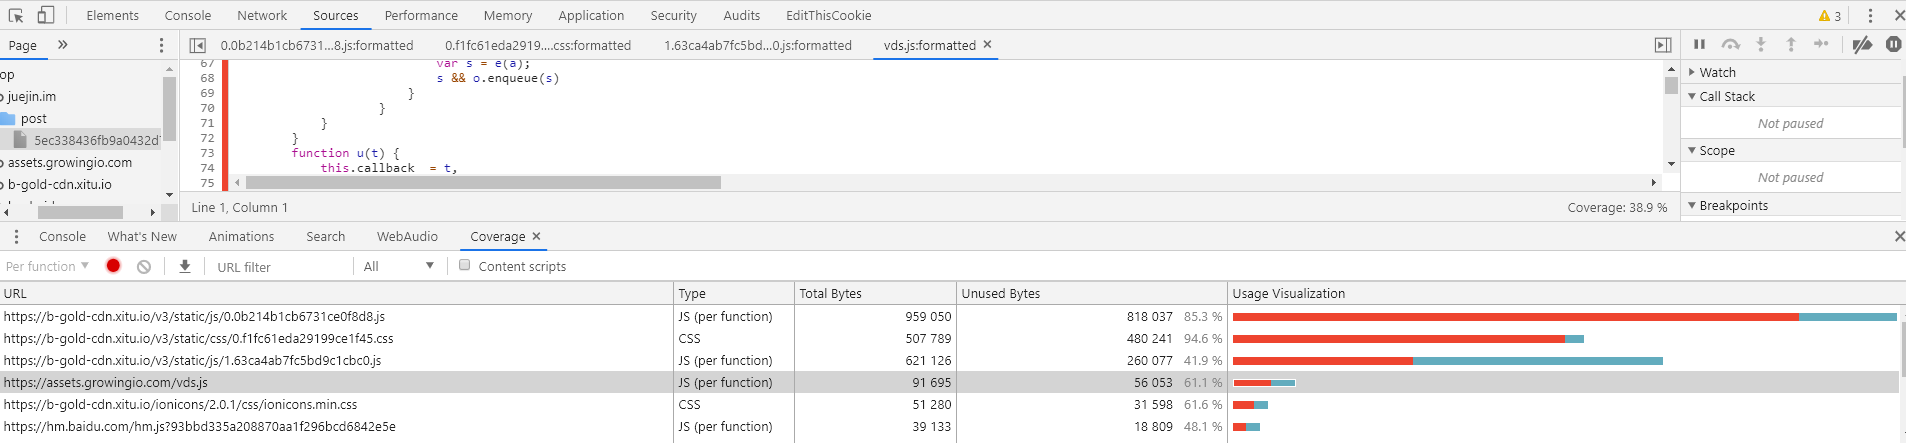 Elements Console Network Sources Performance Memory Application Security Audits EditThisCookie 3
Page 0.0b214b1cb6731...8.js:formatted 0.f1fc61eda2919....css:formatted 1.63ca4ab7fc5bd...0.js:formatted vds.js:formatted
op
juejin.im
post
5ec338436fb9a0432d
assets.growingio.com
b-gold-cdn.xitu.io
67 var s = e(a);
68 s && o.enqueue(s)
69 }
70 }
71 }
72 }
73 function u(t) {
74 this.callback = t,
75
Line 1, Column 1 Coverage: 38.9 %
Watch
Call Stack
Not paused
Scope
Not paused
Breakpoints
Console What's New Animations Search WebAudio Coverage
Per function URL filter All Content scripts
URL Type Total Bytes Unused Bytes Usage Visualization
https://b-gold-cdn.xitu.io/v3/static/js/0.0b214b1cb6731ce0f8d8.js JS (per function) 959 050 818 037 85.3 %
https://b-gold-cdn.xitu.io/v3/static/css/0.f1fc61eda29199ce1f45.css CSS 507 789 480 241 94.6 %
https://b-gold-cdn.xitu.io/v3/static/js/1.63ca4ab7fc5bd9c1cbc0.js JS (per function) 621 126 260 077 41.9 %
https://assets.growingio.com/vds.js JS (per function) 91 695 56 053 61.1 %
https://b-gold-cdn.xitu.io/ionicons/2.0.1/css/ionicons.min.css CSS 51 280 31 598 61.6 %
https://hm.baidu.com/hm.js?93bbd335a208870aa1f296bcd6842e5e JS (per function) 39 133 18 809 48.1 %